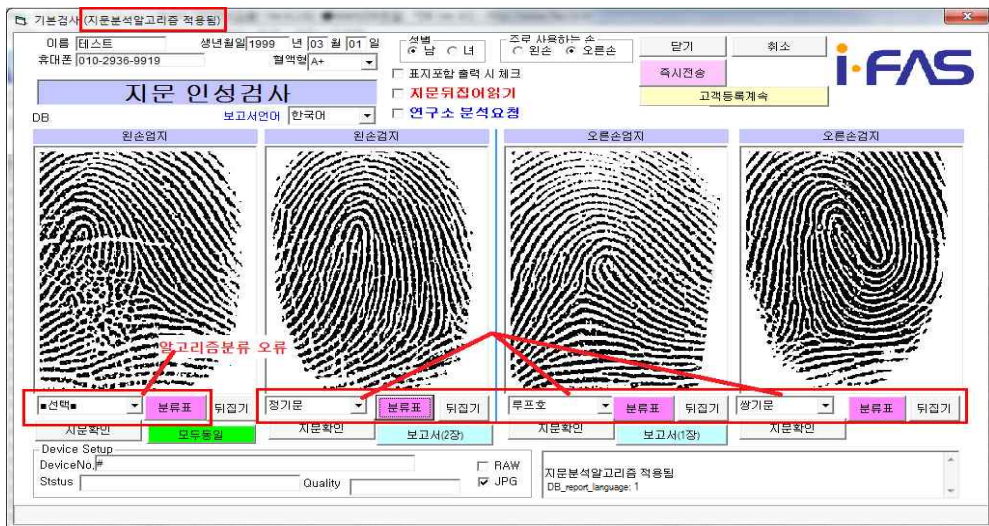 기본검사 (지문분석알고리즘 적용됨)
이름 테스트 생년월일 1999 년 03 월 01 일
성별 남 녀
주로 사용하는 손 왼손 오른손
닫기 취소
i·FAS
휴대폰 010-2936-9919 혈액형 A+
표지포함 출력 시 체크
즉시전송
지문 인성검사
지문뒤집어읽기
고객등록계속
DB 보고서언어 한국어
연구소 분석요청
왼손엄지 왼손검지 오른손엄지 오른손검지
알고리즘분류 오류
■선택■ 분류표 뒤집기 정기문 분류표 뒤집기 루프호 분류표 뒤집기 쌍기문 분류표 뒤집기
지문확인 모두동일 지문확인 보고서(2장) 지문확인 보고서(1장) 지문확인
Device Setup
DeviceNo, #
RAW
Ststus Quality JPG
지문분석알고리즘 적용됨
DB_report_language: 1